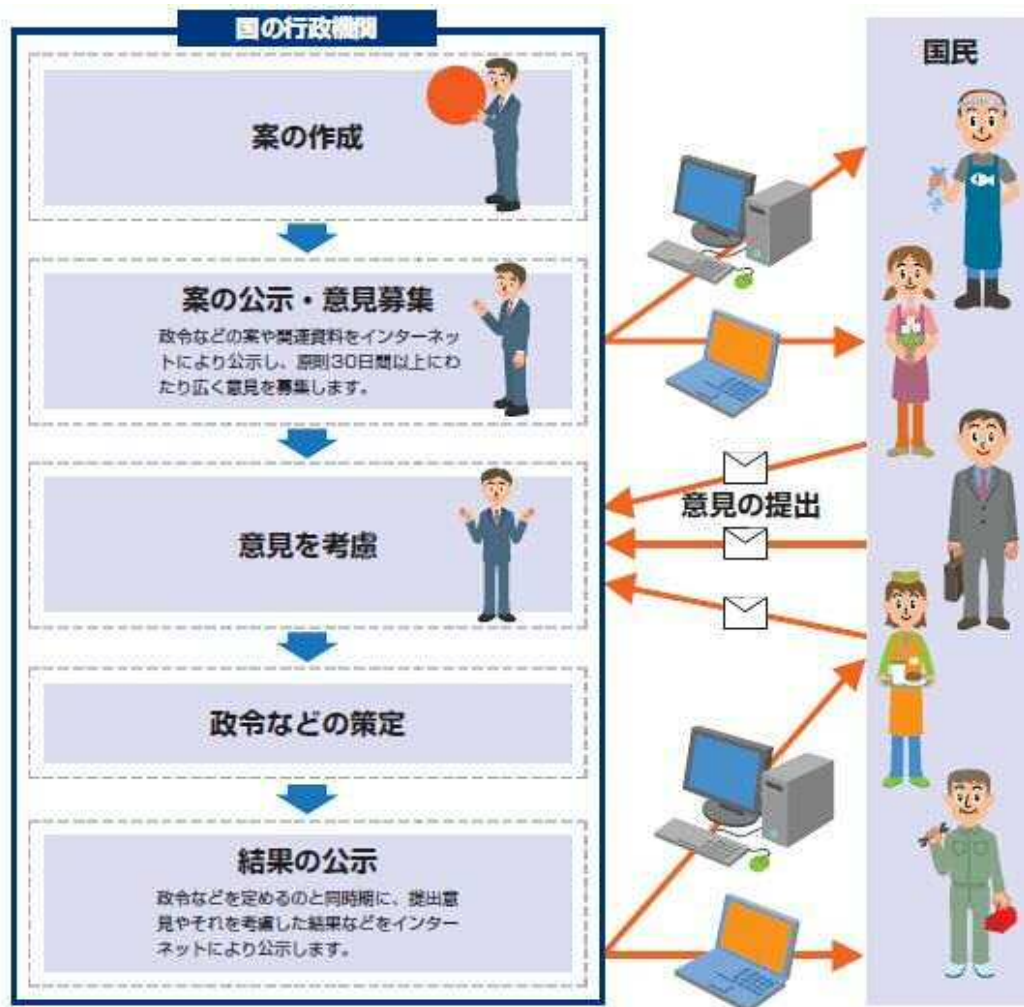 国の行政機関
国民
案の作成
案の公示・意見募集
政令などの案や関連資料をインターネッ
トにより公示し、原則30日間以上にわ
たり広く意見を募集します。
意見の提出
意見を考慮
政令などの策定
結果の公示
政令などを定めるのと同時期に、提出意
見やそれを考慮した結果などをインター
ネットにより公示します。